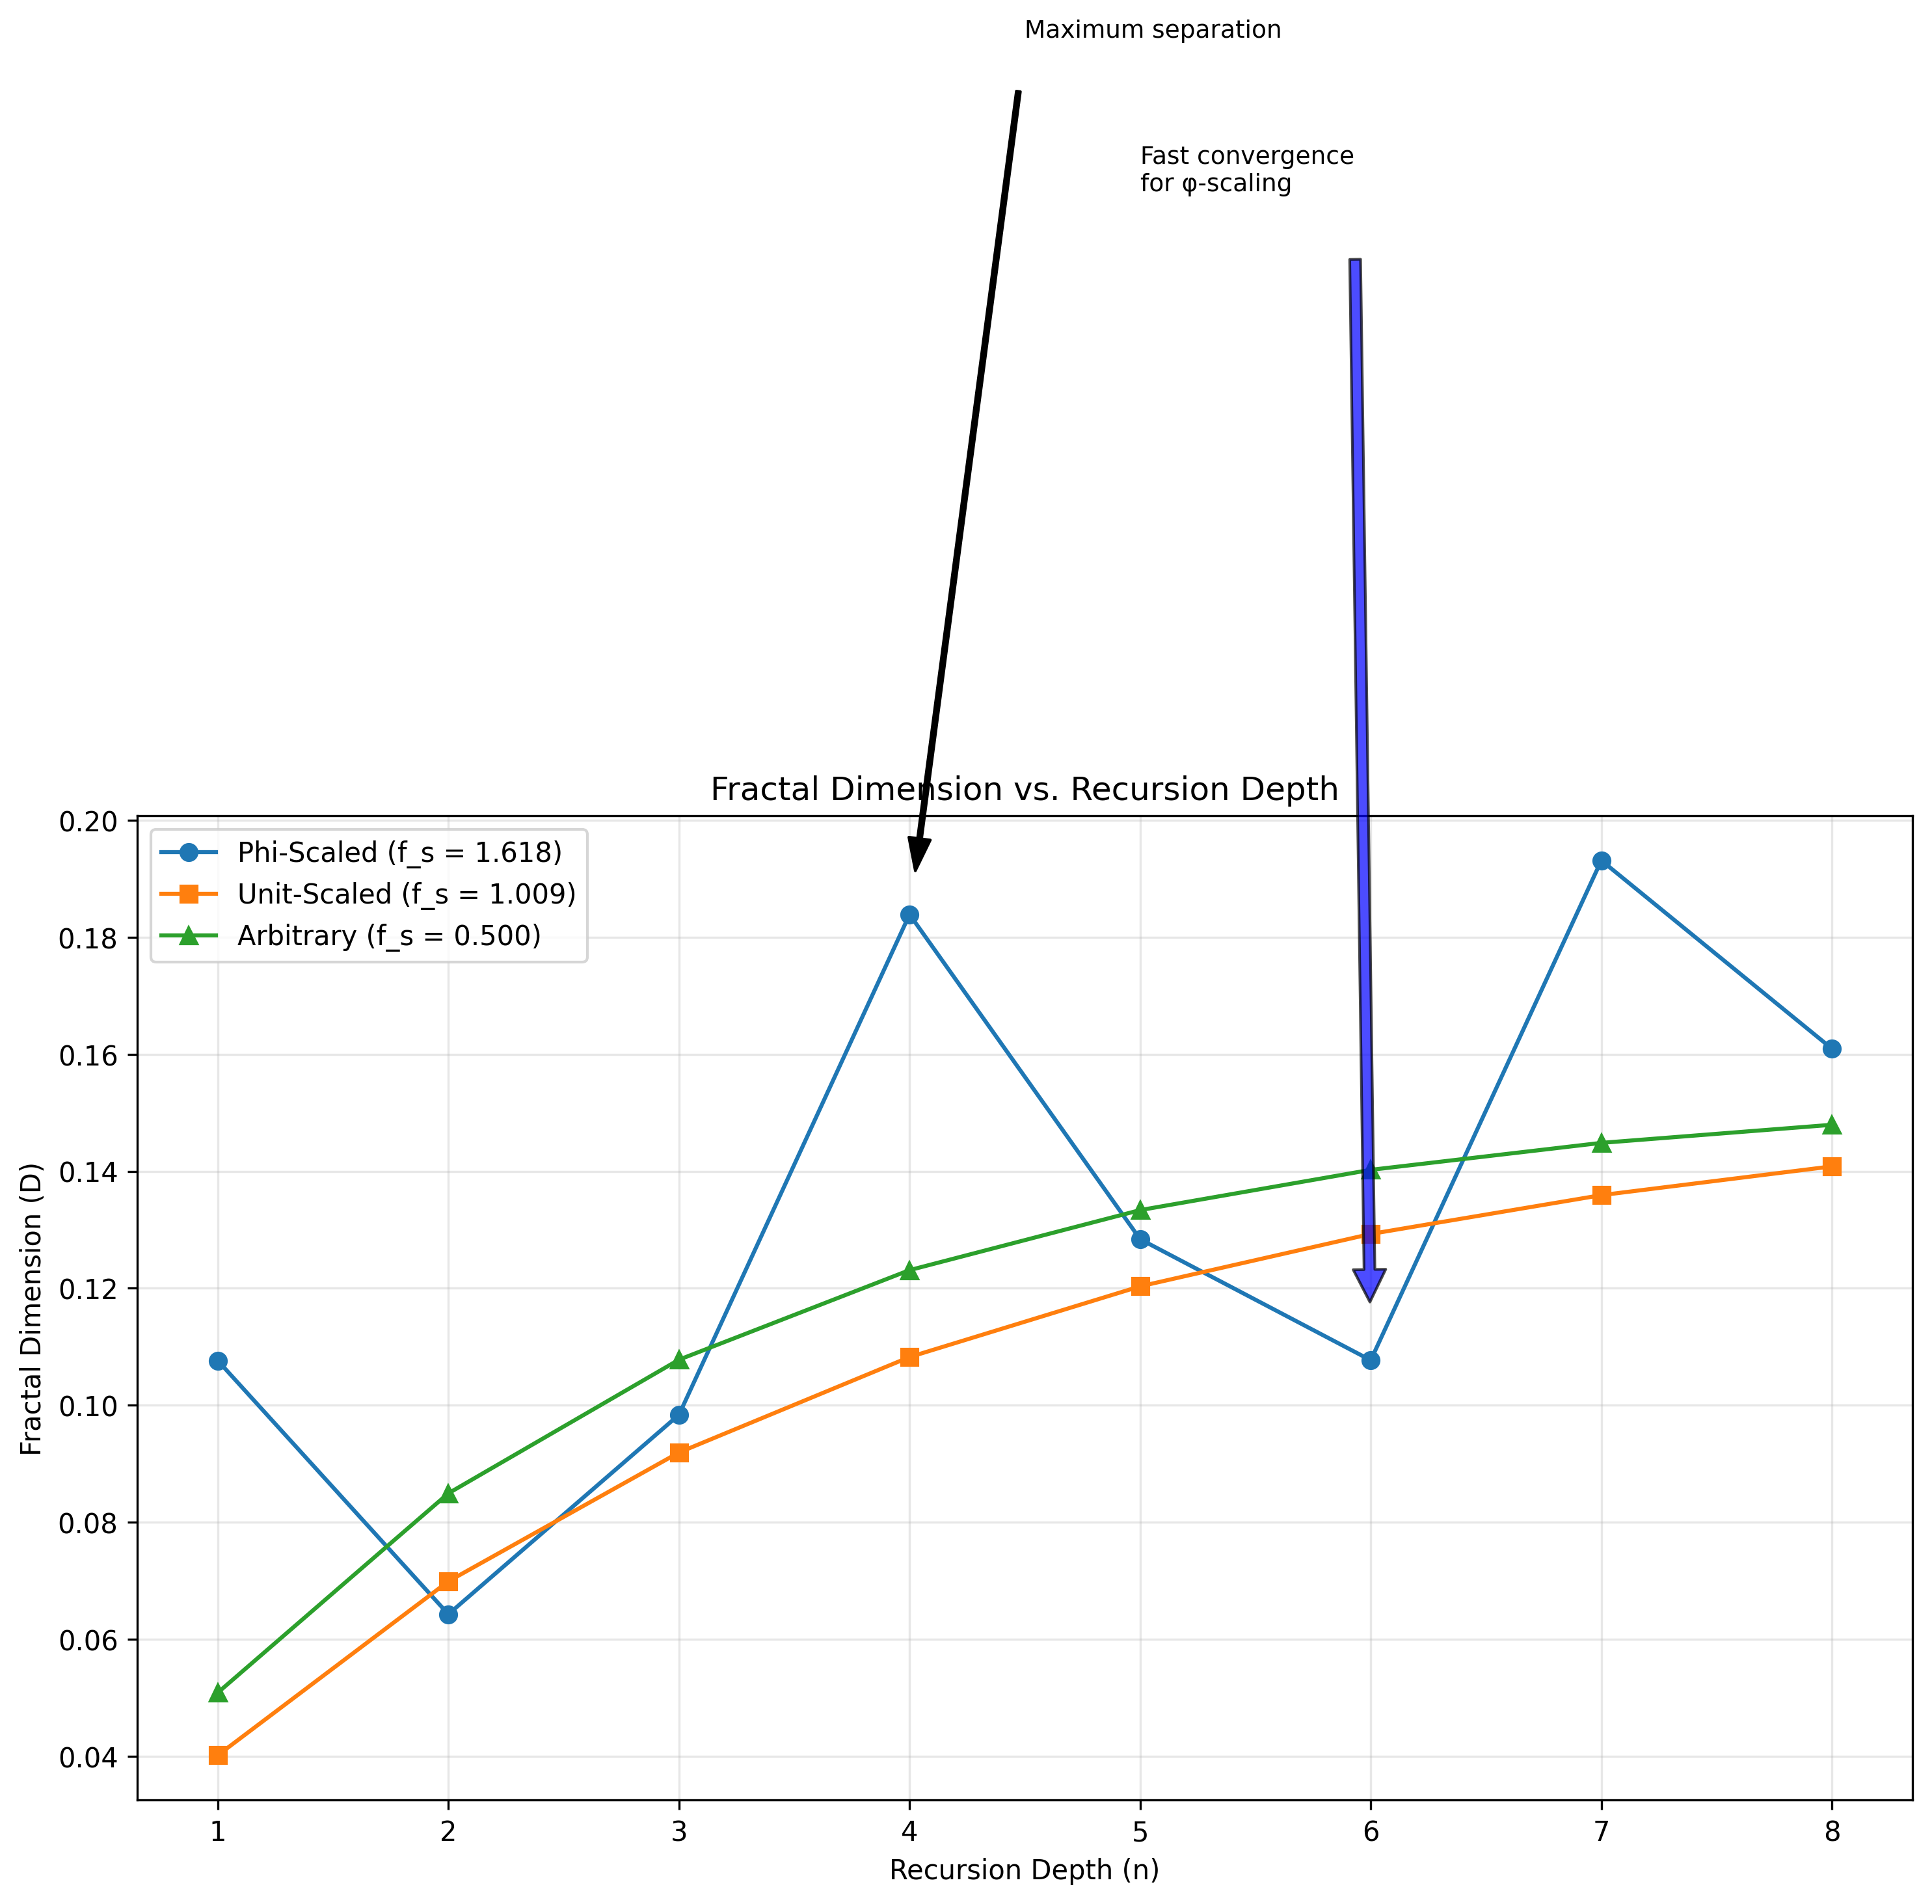 Maximum separation
Fast convergence
for φ-scaling
Fractal Dimension vs. Recursion Depth
Phi-Scaled (f_s = 1.618)
Unit-Scaled (f_s = 1.009)
Arbitrary (f_s = 0.500)
Fractal Dimension (D)
0.20
0.18
0.16
0.14
0.12
0.10
0.08
0.06
0.04
1 2 3 4 5 6 7 8
Recursion Depth (n)